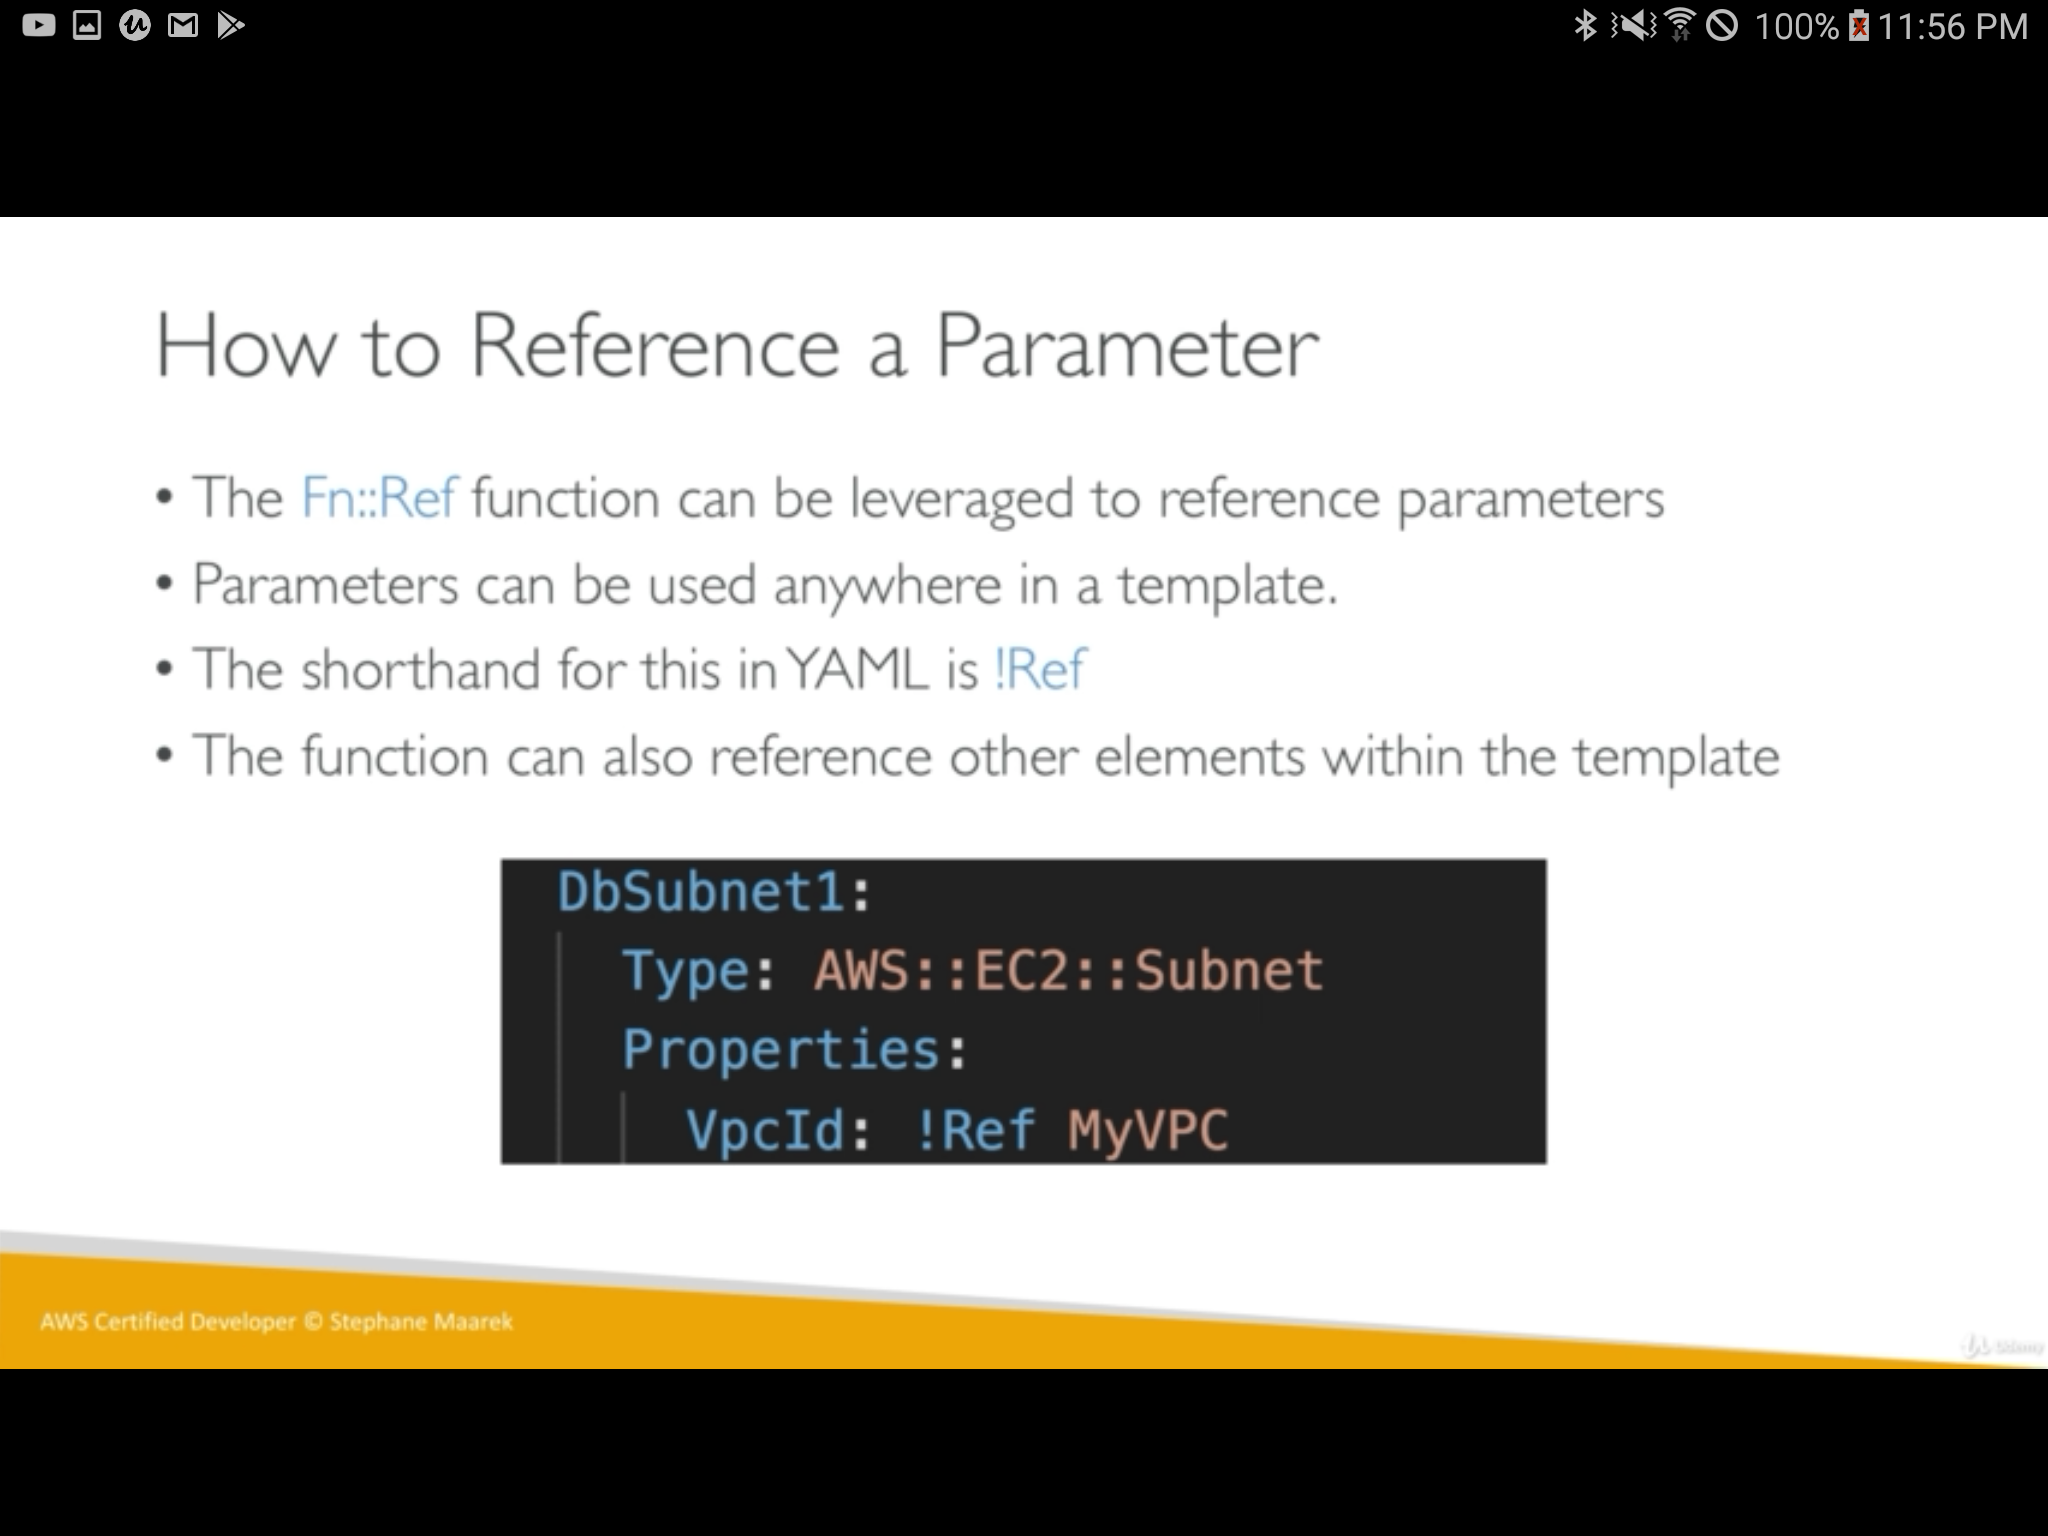 100% 11:56 PM
How to Reference a Parameter
• The Fn::Ref function can be leveraged to reference parameters
• Parameters can be used anywhere in a template.
• The shorthand for this in YAML is !Ref
• The function can also reference other elements within the template
DbSubnet1:
Type: AWS::EC2::Subnet
Properties:
VpcId: !Ref MyVPC
AWS Certified Developer © Stephane Maarek
Udemy